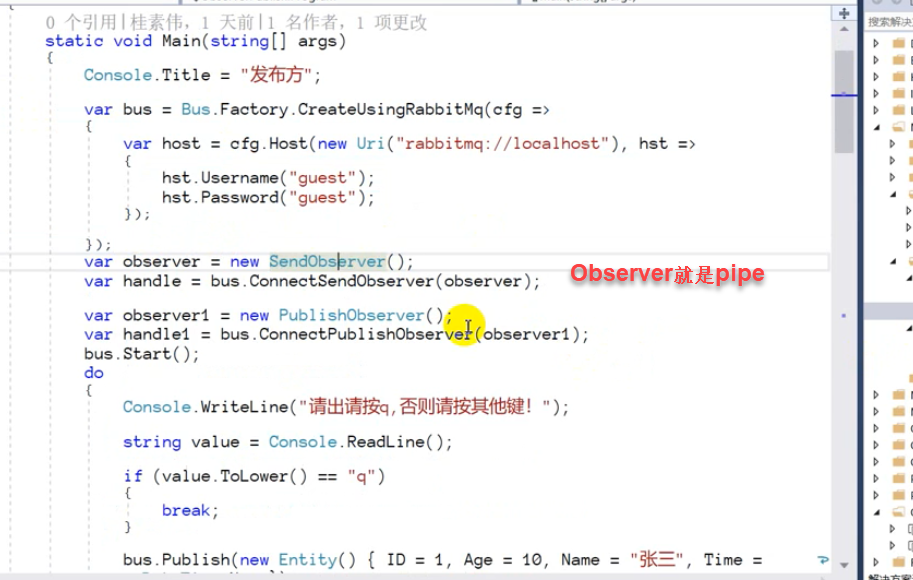 0 个引用|桂素伟，1 天前|1 名作者，1 项更改
static void Main(string[] args)
{
Console.Title = "发布方";
var bus = Bus.Factory.CreateUsingRabbitMq(cfg =>
{
var host = cfg.Host(new Uri("rabbitmq://localhost"), hst =>
{
hst.Username("guest");
hst.Password("guest");
});
});
var observer = new SendObserver();
var handle = bus.ConnectSendObserver(observer);
Observer就是pipe
var observer1 = new PublishObserver();
var handle1 = bus.ConnectPublishObserver(observer1);
bus.Start();
do
{
Console.WriteLine("请出请按q,否则请按其他键！");
string value = Console.ReadLine();
if (value.ToLower() == "q")
{
break;
}
bus.Publish(new Entity() { ID = 1, Age = 10, Name = "张三", Time =
搜索解决
解决方案